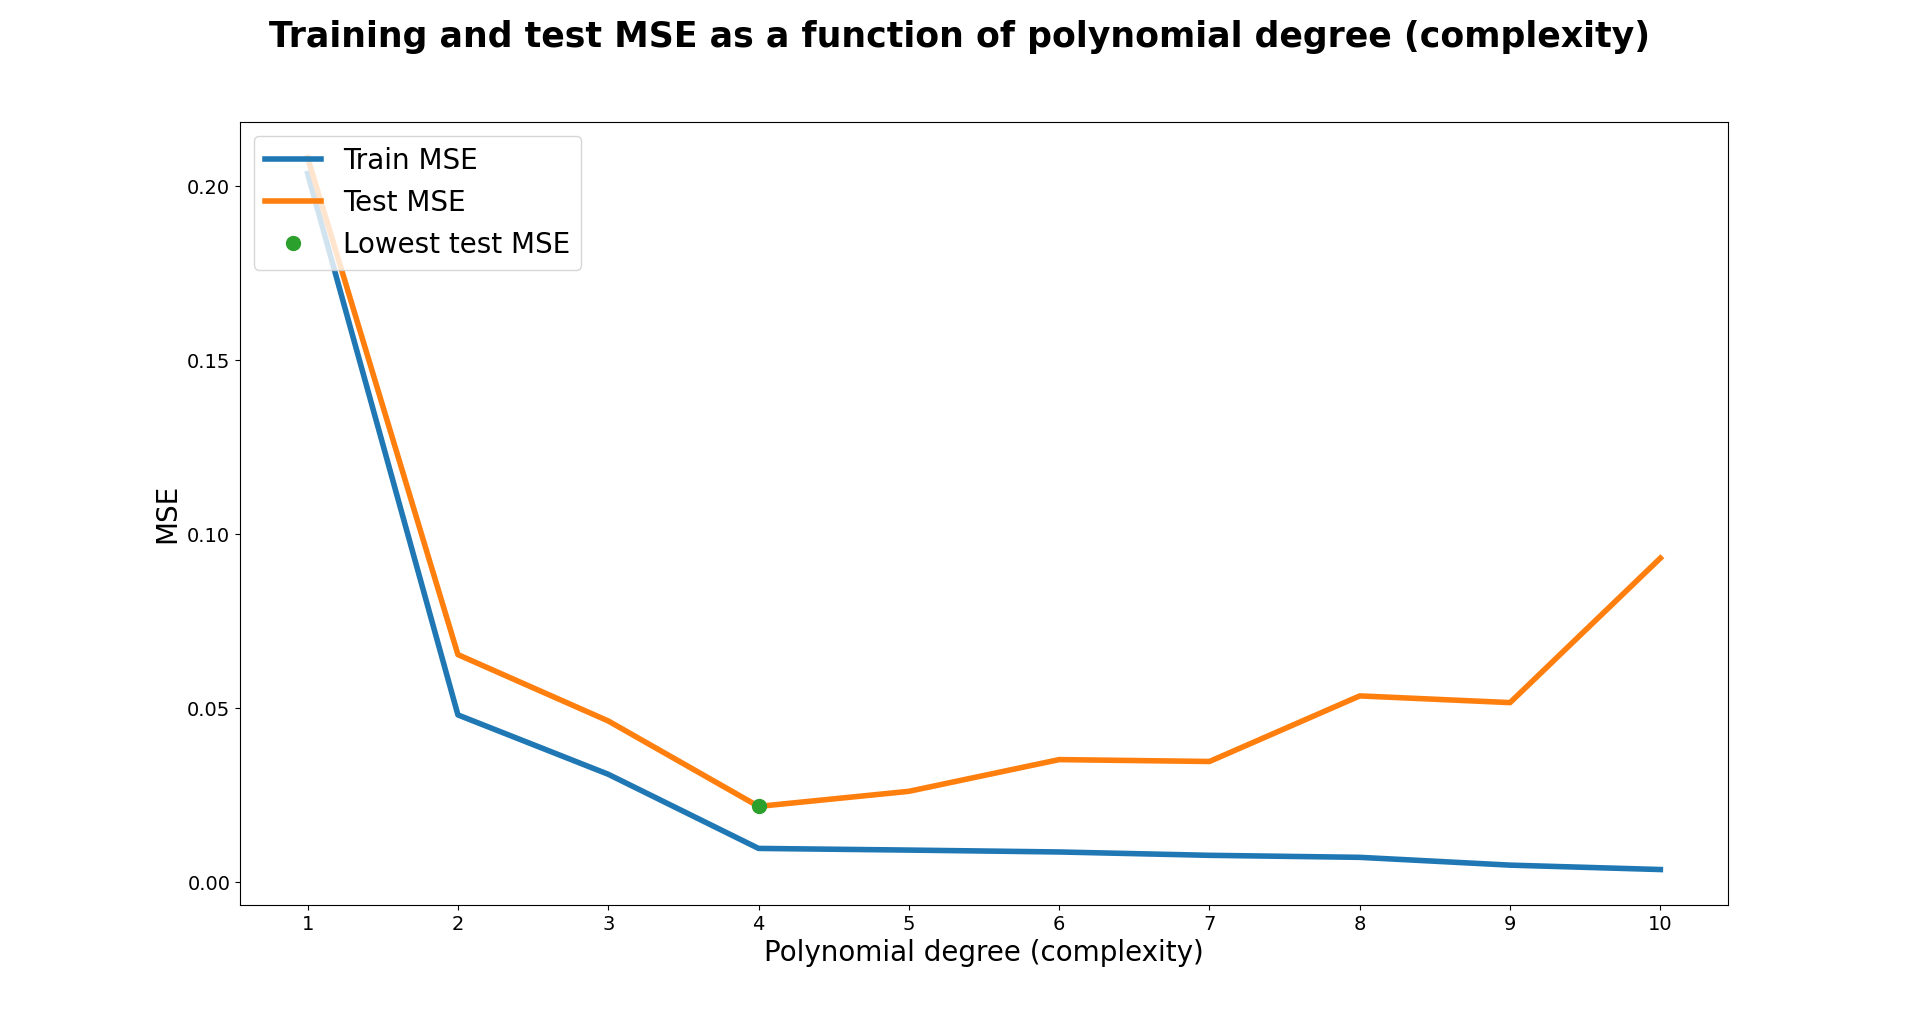 Training and test MSE as a function of polynomial degree (complexity)
Train MSE
Test MSE
Lowest test MSE
MSE
0.20
0.15
0.10
0.05
0.00
1 2 3 4 5 6 7 8 9 10
Polynomial degree (complexity)